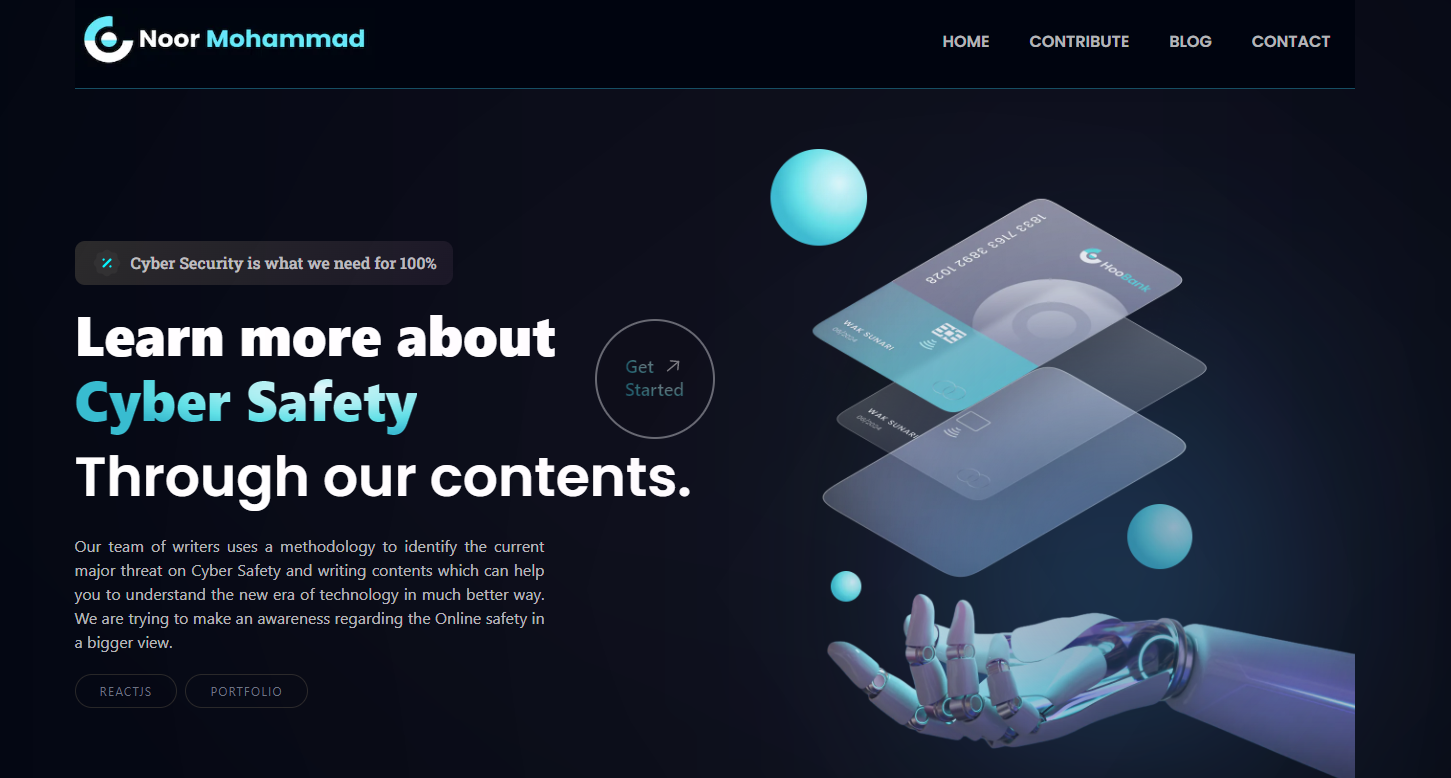 Noor Mohammad
HOME CONTRIBUTE BLOG CONTACT
Cyber Security is what we need for 100%
Learn more about
Cyber Safety
Through our contents.
Get
Started
Our team of writers uses a methodology to identify the current
major threat on Cyber Safety and writing contents which can help
you to understand the new era of technology in much better way.
We are trying to make an awareness regarding the Online safety in
a bigger view.
REACTJS PORTFOLIO
1833 7163 3892 1028
HooBank
WAK SUNARI
06/2024
WAK SUNARI
06/2024